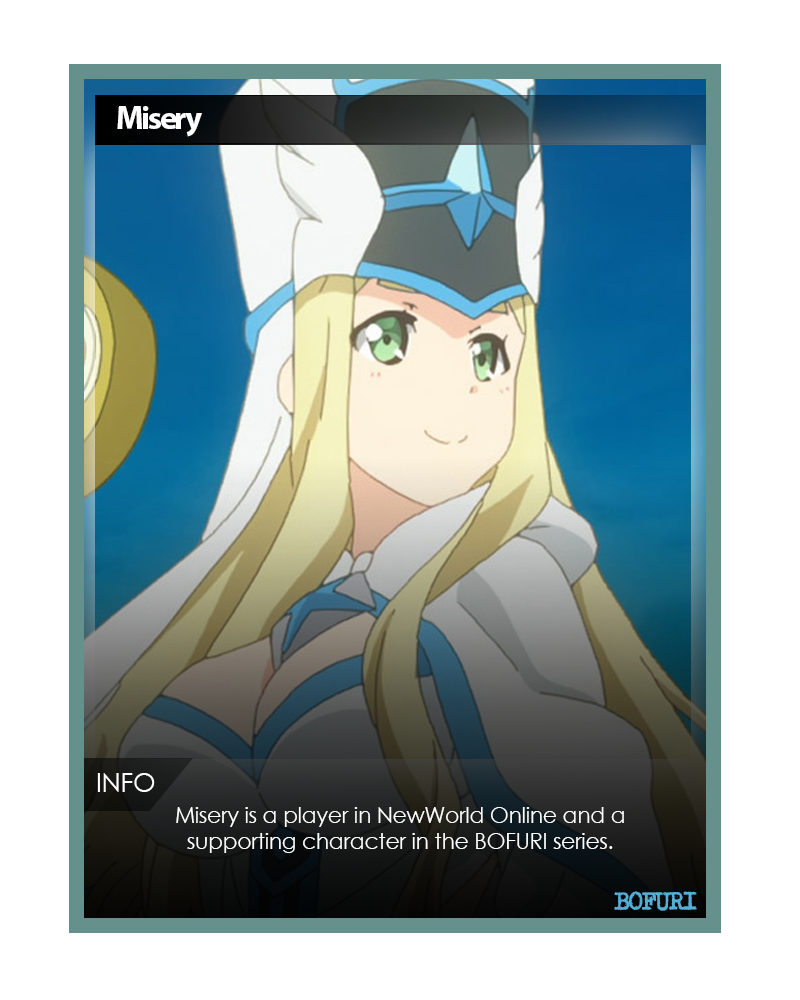 Misery
INFO
Misery is a player in NewWorld Online and a
supporting character in the BOFURI series.
BOFURI